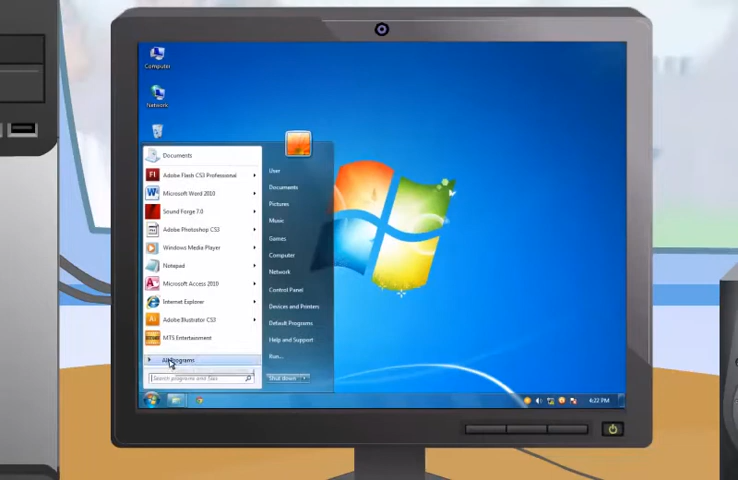 Computer
Network
Documents
Adobe Flash CS3 Professional
Microsoft Word 2010
Sound Forge 7.0
Adobe Photoshop CS3
Windows Media Player
Notepad
Microsoft Access 2010
Internet Explorer
Adobe Illustrator CS3
MTS Entertainment
All Programs
Search programs and files
User
Documents
Pictures
Music
Games
Computer
Network
Control Panel
Devices and Printers
Default Programs
Help and Support
Run...
Shut down
6:22 PM